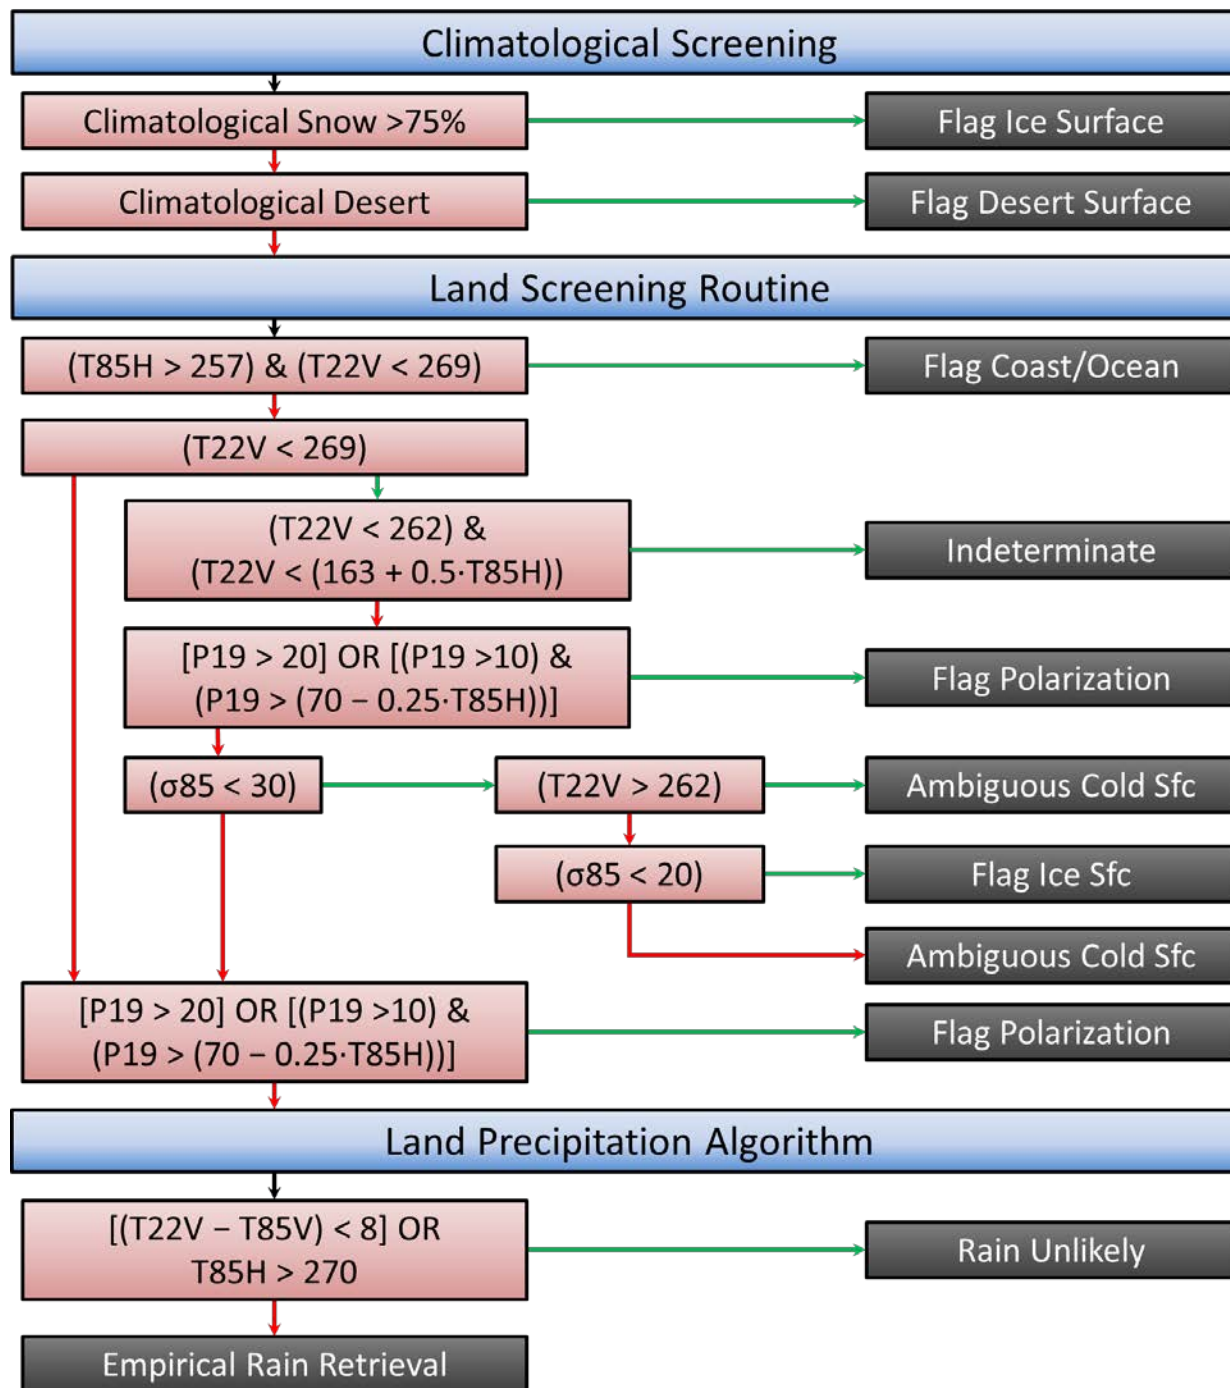 Climatological Screening
Climatological Snow >75%
Flag Ice Surface
Climatological Desert
Flag Desert Surface
Land Screening Routine
(T85H > 257) & (T22V < 269)
Flag Coast/Ocean
(T22V < 269)
(T22V < 262) &
(T22V < (163 + 0.5·T85H))
Indeterminate
[P19 > 20] OR [(P19 >10) &
(P19 > (70 − 0.25·T85H))]
Flag Polarization
(σ85 < 30)
(T22V > 262)
Ambiguous Cold Sfc
(σ85 < 20)
Flag Ice Sfc
Ambiguous Cold Sfc
[P19 > 20] OR [(P19 >10) &
(P19 > (70 − 0.25·T85H))]
Flag Polarization
Land Precipitation Algorithm
[(T22V − T85V) < 8] OR
T85H > 270
Rain Unlikely
Empirical Rain Retrieval